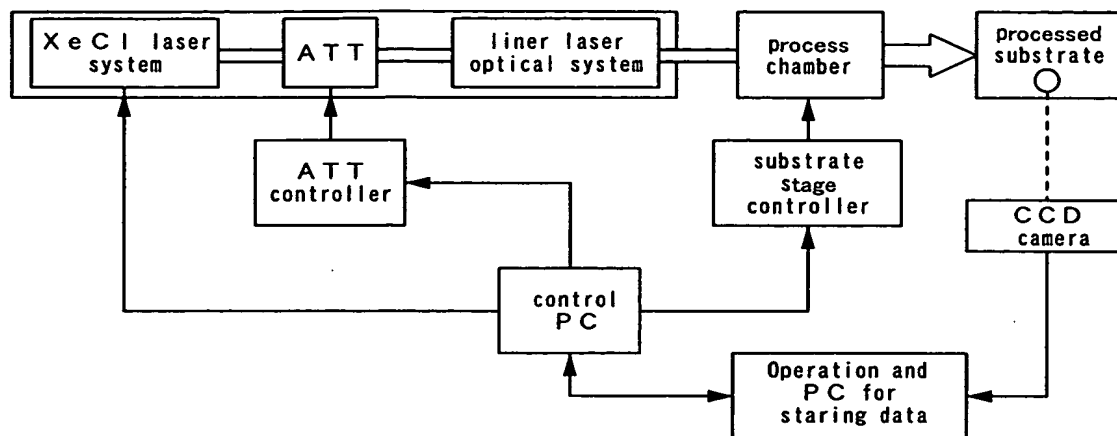 XeCl laser
system
ATT
liner laser
optical system
process
chamber
processed
substrate
ATT
controller
substrate
stage
controller
CCD
camera
control
PC
Operation and
PC for
staring data